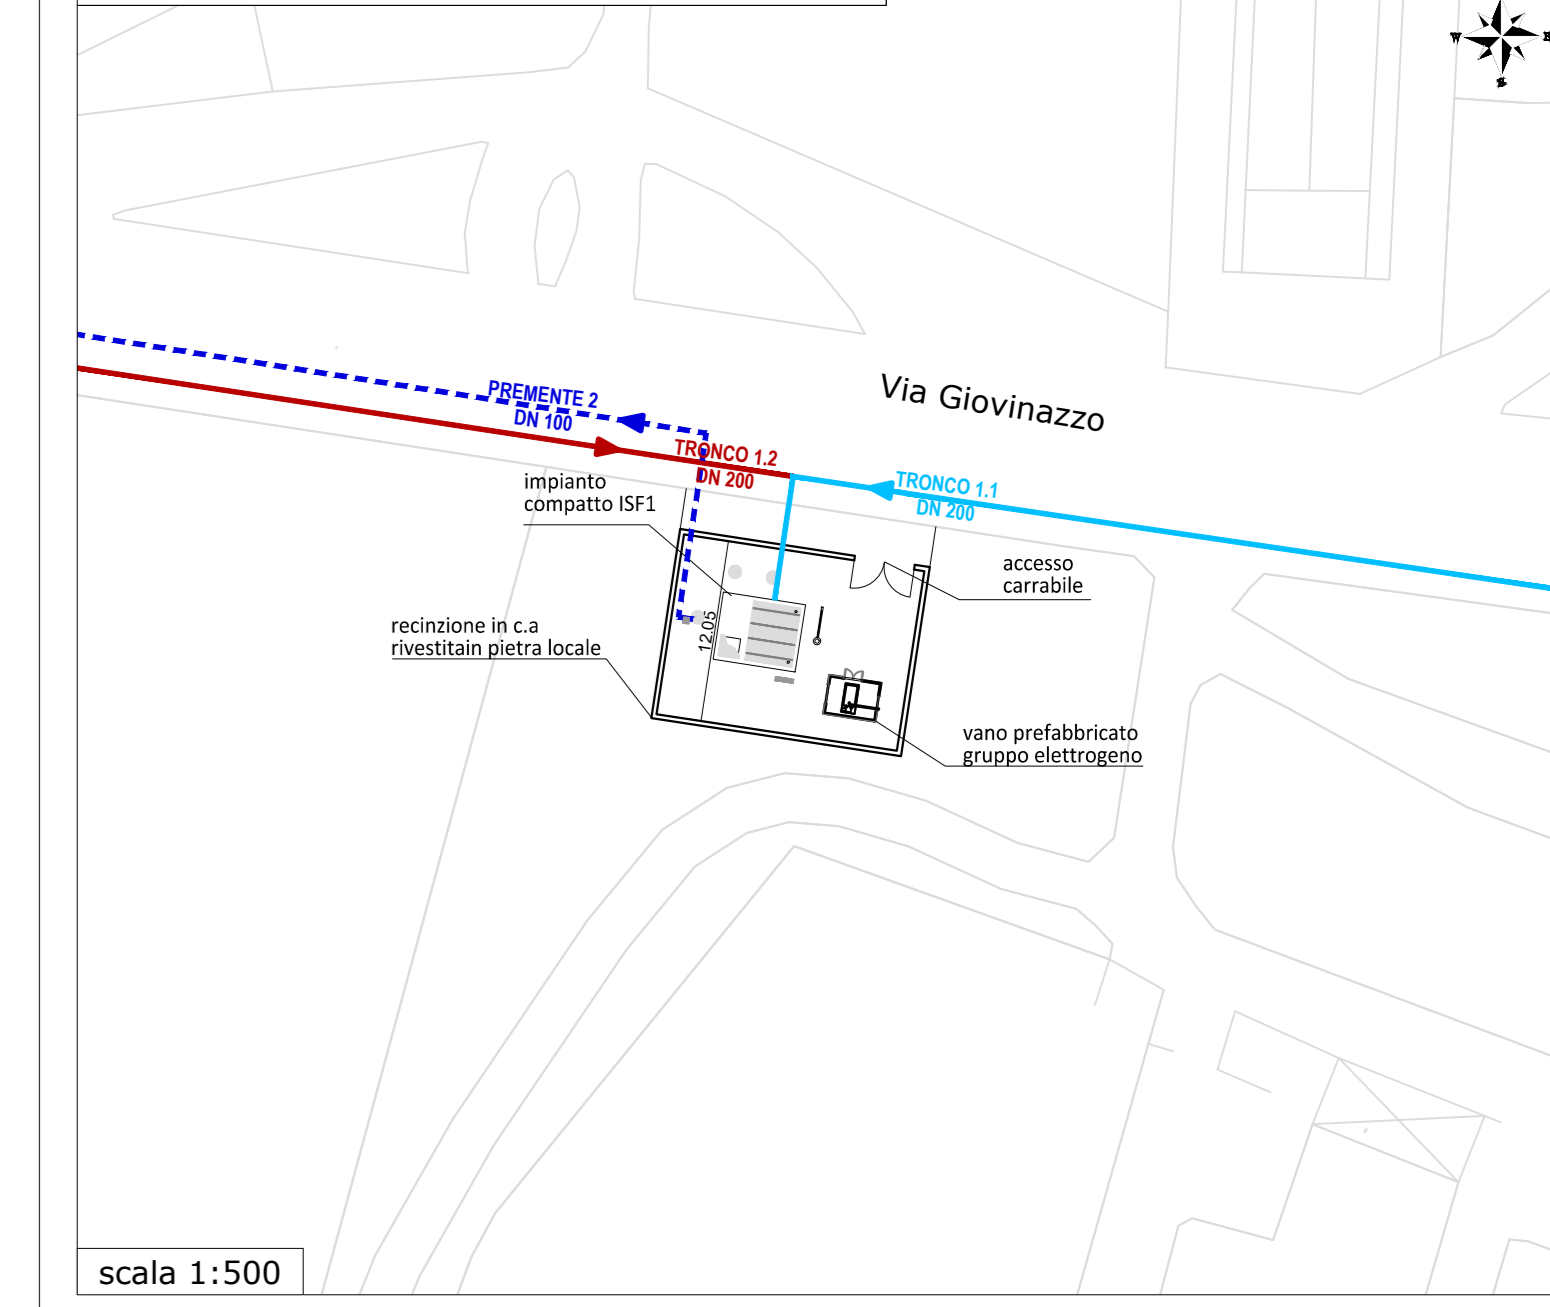 W
E
S
Via Giovinazzo
PREMENTE 2
DN 100
TRONCO 1.2
DN 200
TRONCO 1.1
DN 200
impianto
compatto ISF1
accesso
carrabile
recinzione in c.a
rivestitain pietra locale
12.05
vano prefabbricato
gruppo elettrogeno
scala 1:500